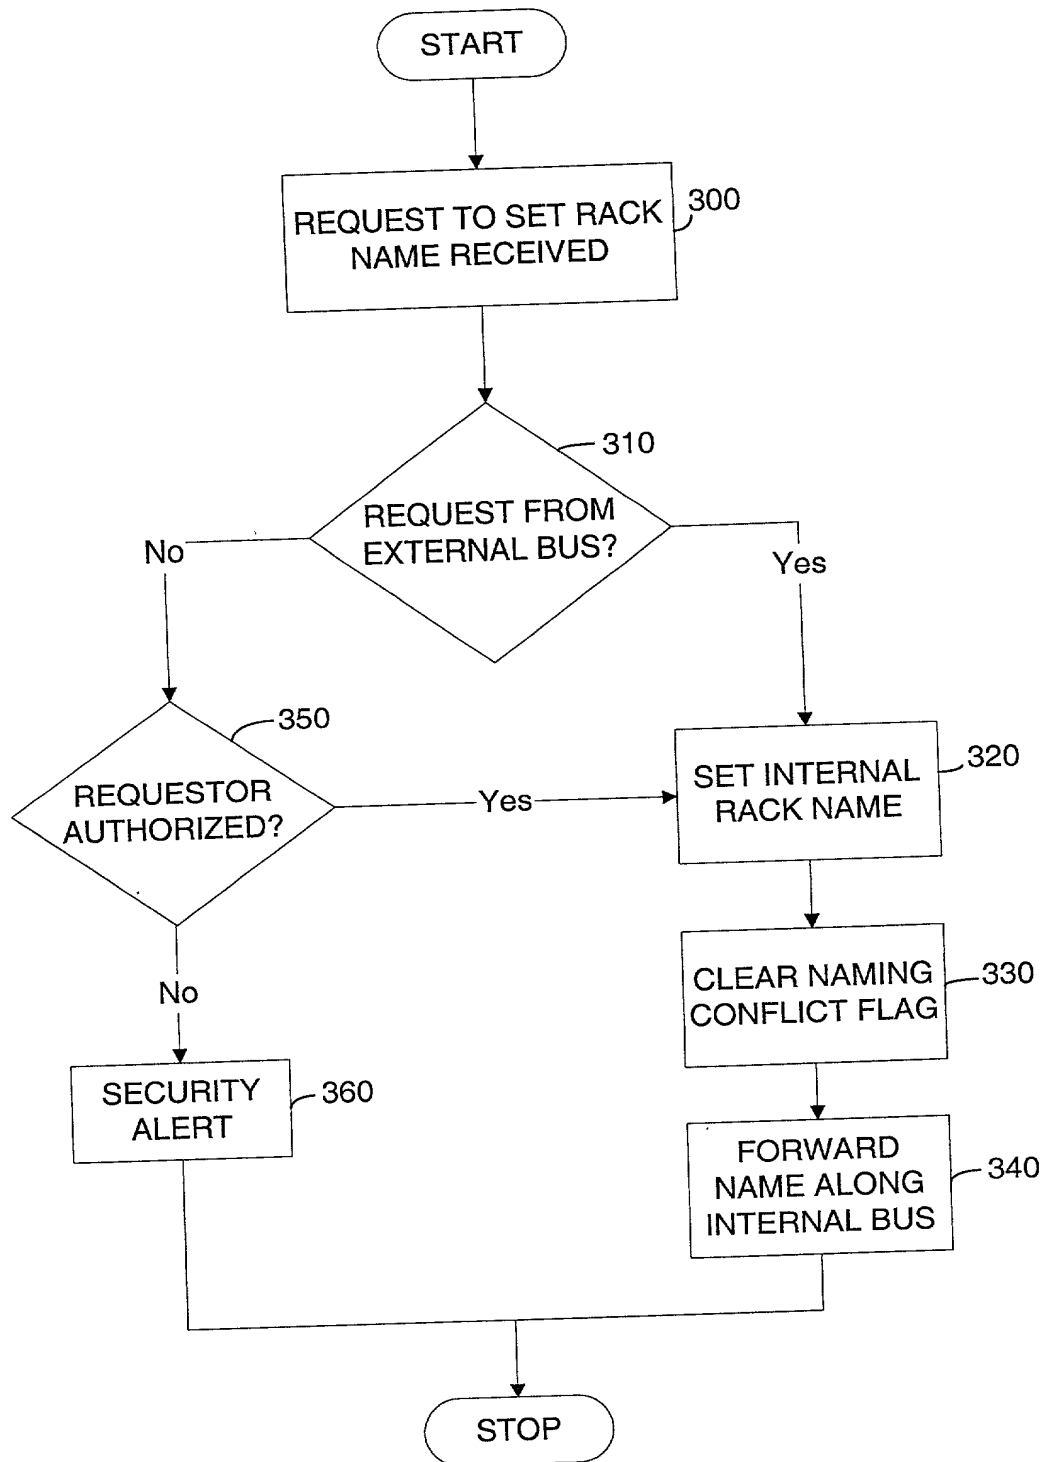 START
REQUEST TO SET RACK
NAME RECEIVED
300
310
REQUEST FROM
EXTERNAL BUS?
No
Yes
350
REQUESTOR
AUTHORIZED?
Yes
SET INTERNAL
RACK NAME
320
No
CLEAR NAMING
CONFLICT FLAG
330
SECURITY
ALERT
360
FORWARD
NAME ALONG
INTERNAL BUS
340
STOP